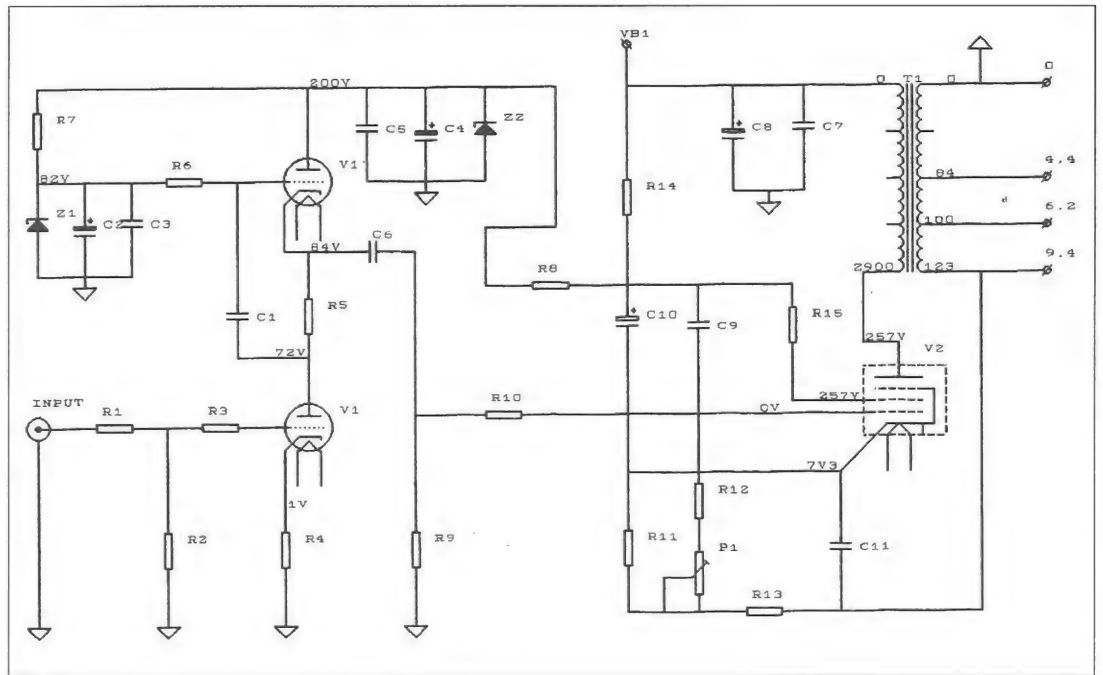 VB1
0 T1 0 0
200V
R7
C5 C4 Z2
C8 C7
V1'
R6
82V
R14
84 4.4
Z1 C2 C3
100 6.2
C6
84V
2900 123 9.4
R8
R5
C1
C10 C9
R15
72V
257V
V2
INPUT
R1 R3 V1
R10 0V 257V
7V3
1V
R12
R2 R4 R9
R11 P1 C11
R13